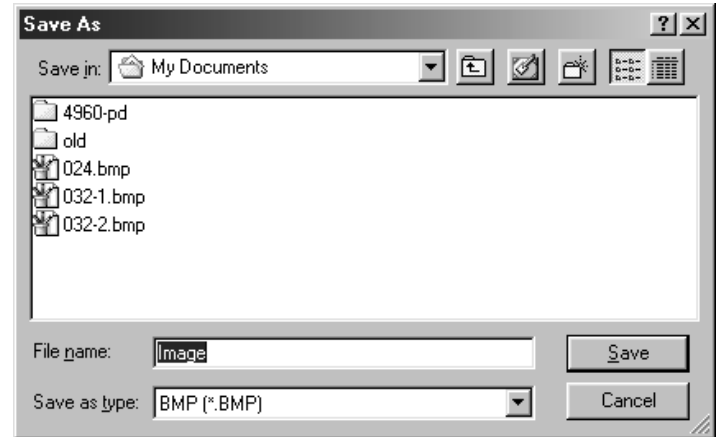 Save As
Save in: My Documents
4960-pd
old
024.bmp
032-1.bmp
032-2.bmp
File name: Image Save
Save as type: BMP (*.BMP) Cancel